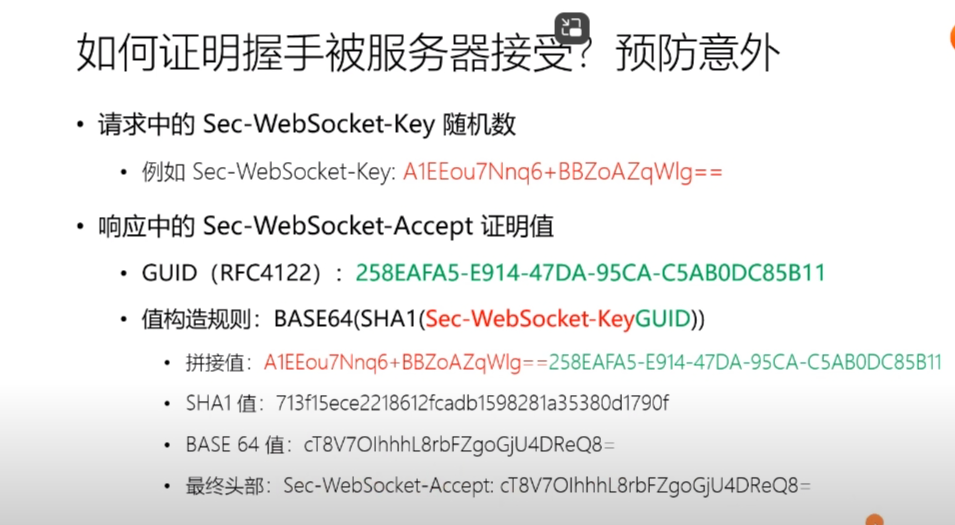 如何证明握手被服务器接受?预防意外
• 请求中的 Sec-WebSocket-Key 随机数
• 例如 Sec-WebSocket-Key: A1EEou7Nnq6+BBZoAZqWlg==
• 响应中的 Sec-WebSocket-Accept 证明值
• GUID（RFC4122）：258EAFA5-E914-47DA-95CA-C5AB0DC85B11
• 值构造规则：BASE64(SHA1(Sec-WebSocket-KeyGUID))
• 拼接值：A1EEou7Nnq6+BBZoAZqWlg==258EAFA5-E914-47DA-95CA-C5AB0DC85B11
• SHA1 值：713f15ece2218612fcadb1598281a35380d1790f
• BASE 64 值：cT8V7OIhhhL8rbFZgoGjU4DReQ8=
• 最终头部：Sec-WebSocket-Accept: cT8V7OIhhhL8rbFZgoGjU4DReQ8=